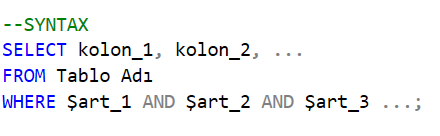 --SYNTAX
SELECT kolon_1, kolon_2, ...
FROM Tablo Adı
WHERE Şart_1 AND Şart_2 AND Şart_3 ...;